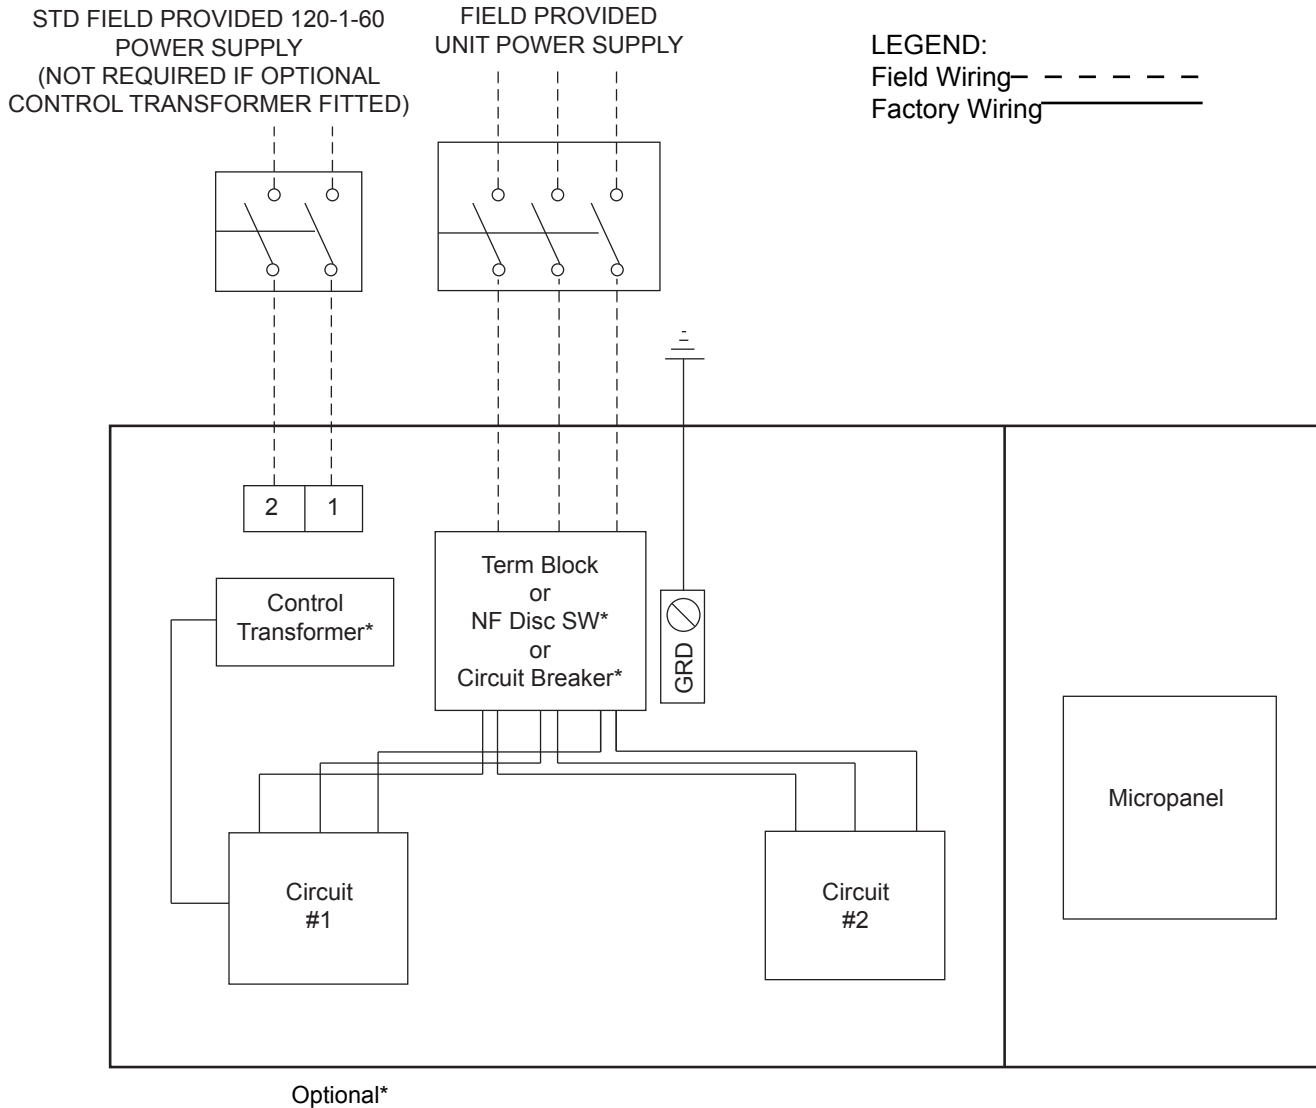 STD FIELD PROVIDED 120-1-60
POWER SUPPLY
(NOT REQUIRED IF OPTIONAL
CONTROL TRANSFORMER FITTED)
FIELD PROVIDED
UNIT POWER SUPPLY
LEGEND:
Field Wiring
Factory Wiring
2
1
Control
Transformer*
Term Block
or
NF Disc SW*
or
Circuit Breaker*
GRD
Circuit
#1
Circuit
#2
Micropanel
Optional*